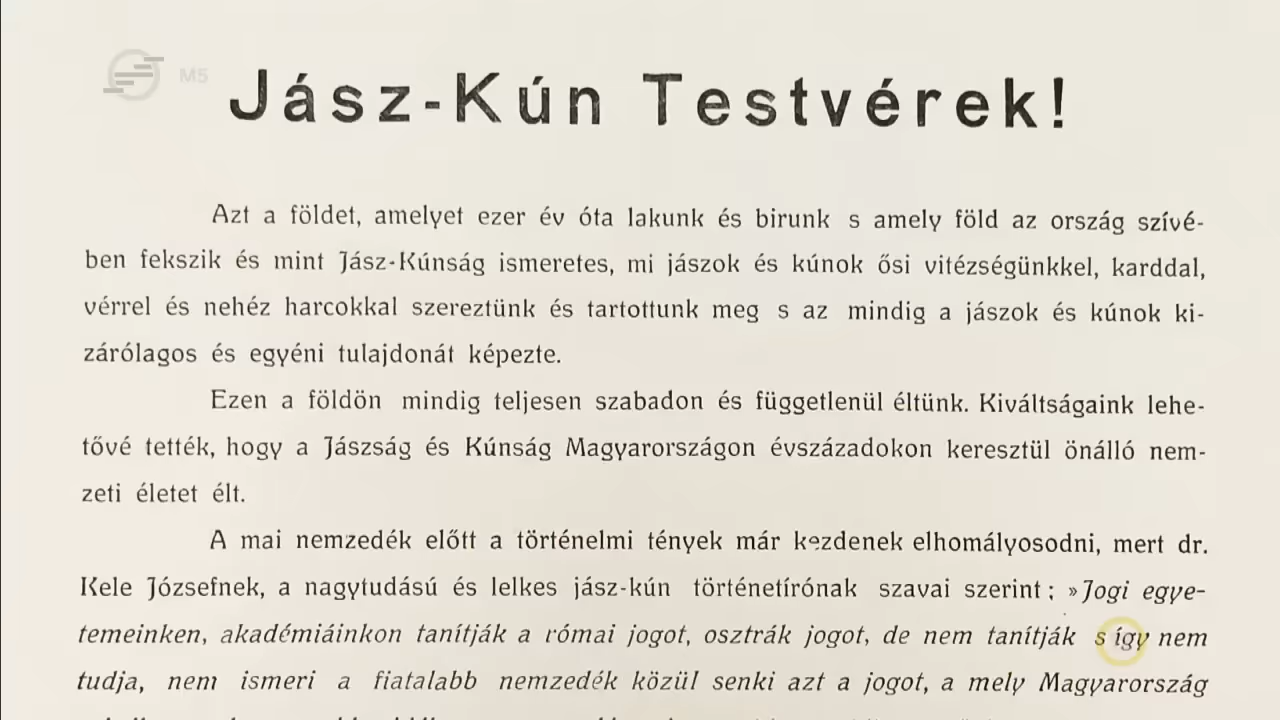 M5
Jász-Kún Testvérek!
Azt a földet, amelyet ezer év óta lakunk és birunk s amely föld az ország szívé-
ben fekszik és mint Jász-Kúnság ismeretes, mi jászok és kúnok ősi vitézségünkkel, karddal,
vérrel és nehéz harcokkal szereztünk és tartottunk meg s az mindig a jászok és kúnok ki-
zárólagos és egyéni tulajdonát képezte.
Ezen a földön mindig teljesen szabadon és függetlenül éltünk. Kiváltságaink lehe-
tővé tették, hogy a Jászság és Kúnság Magyarországon évszázadokon keresztül önálló nem-
zeti életet élt.
A mai nemzedék előtt a történelmi tények már kezdenek elhomályosodni, mert dr.
Kele Józsefnek, a nagytudású és lelkes jász-kún történetírónak szavai szerint: »Jogi egye-
temeinken, akadémiáinkon tanítják a római jogot, osztrák jogot, de nem tanítják s így nem
tudja, nem ismeri a fiatalabb nemzedék közül senki azt a jogot, a mely Magyarország